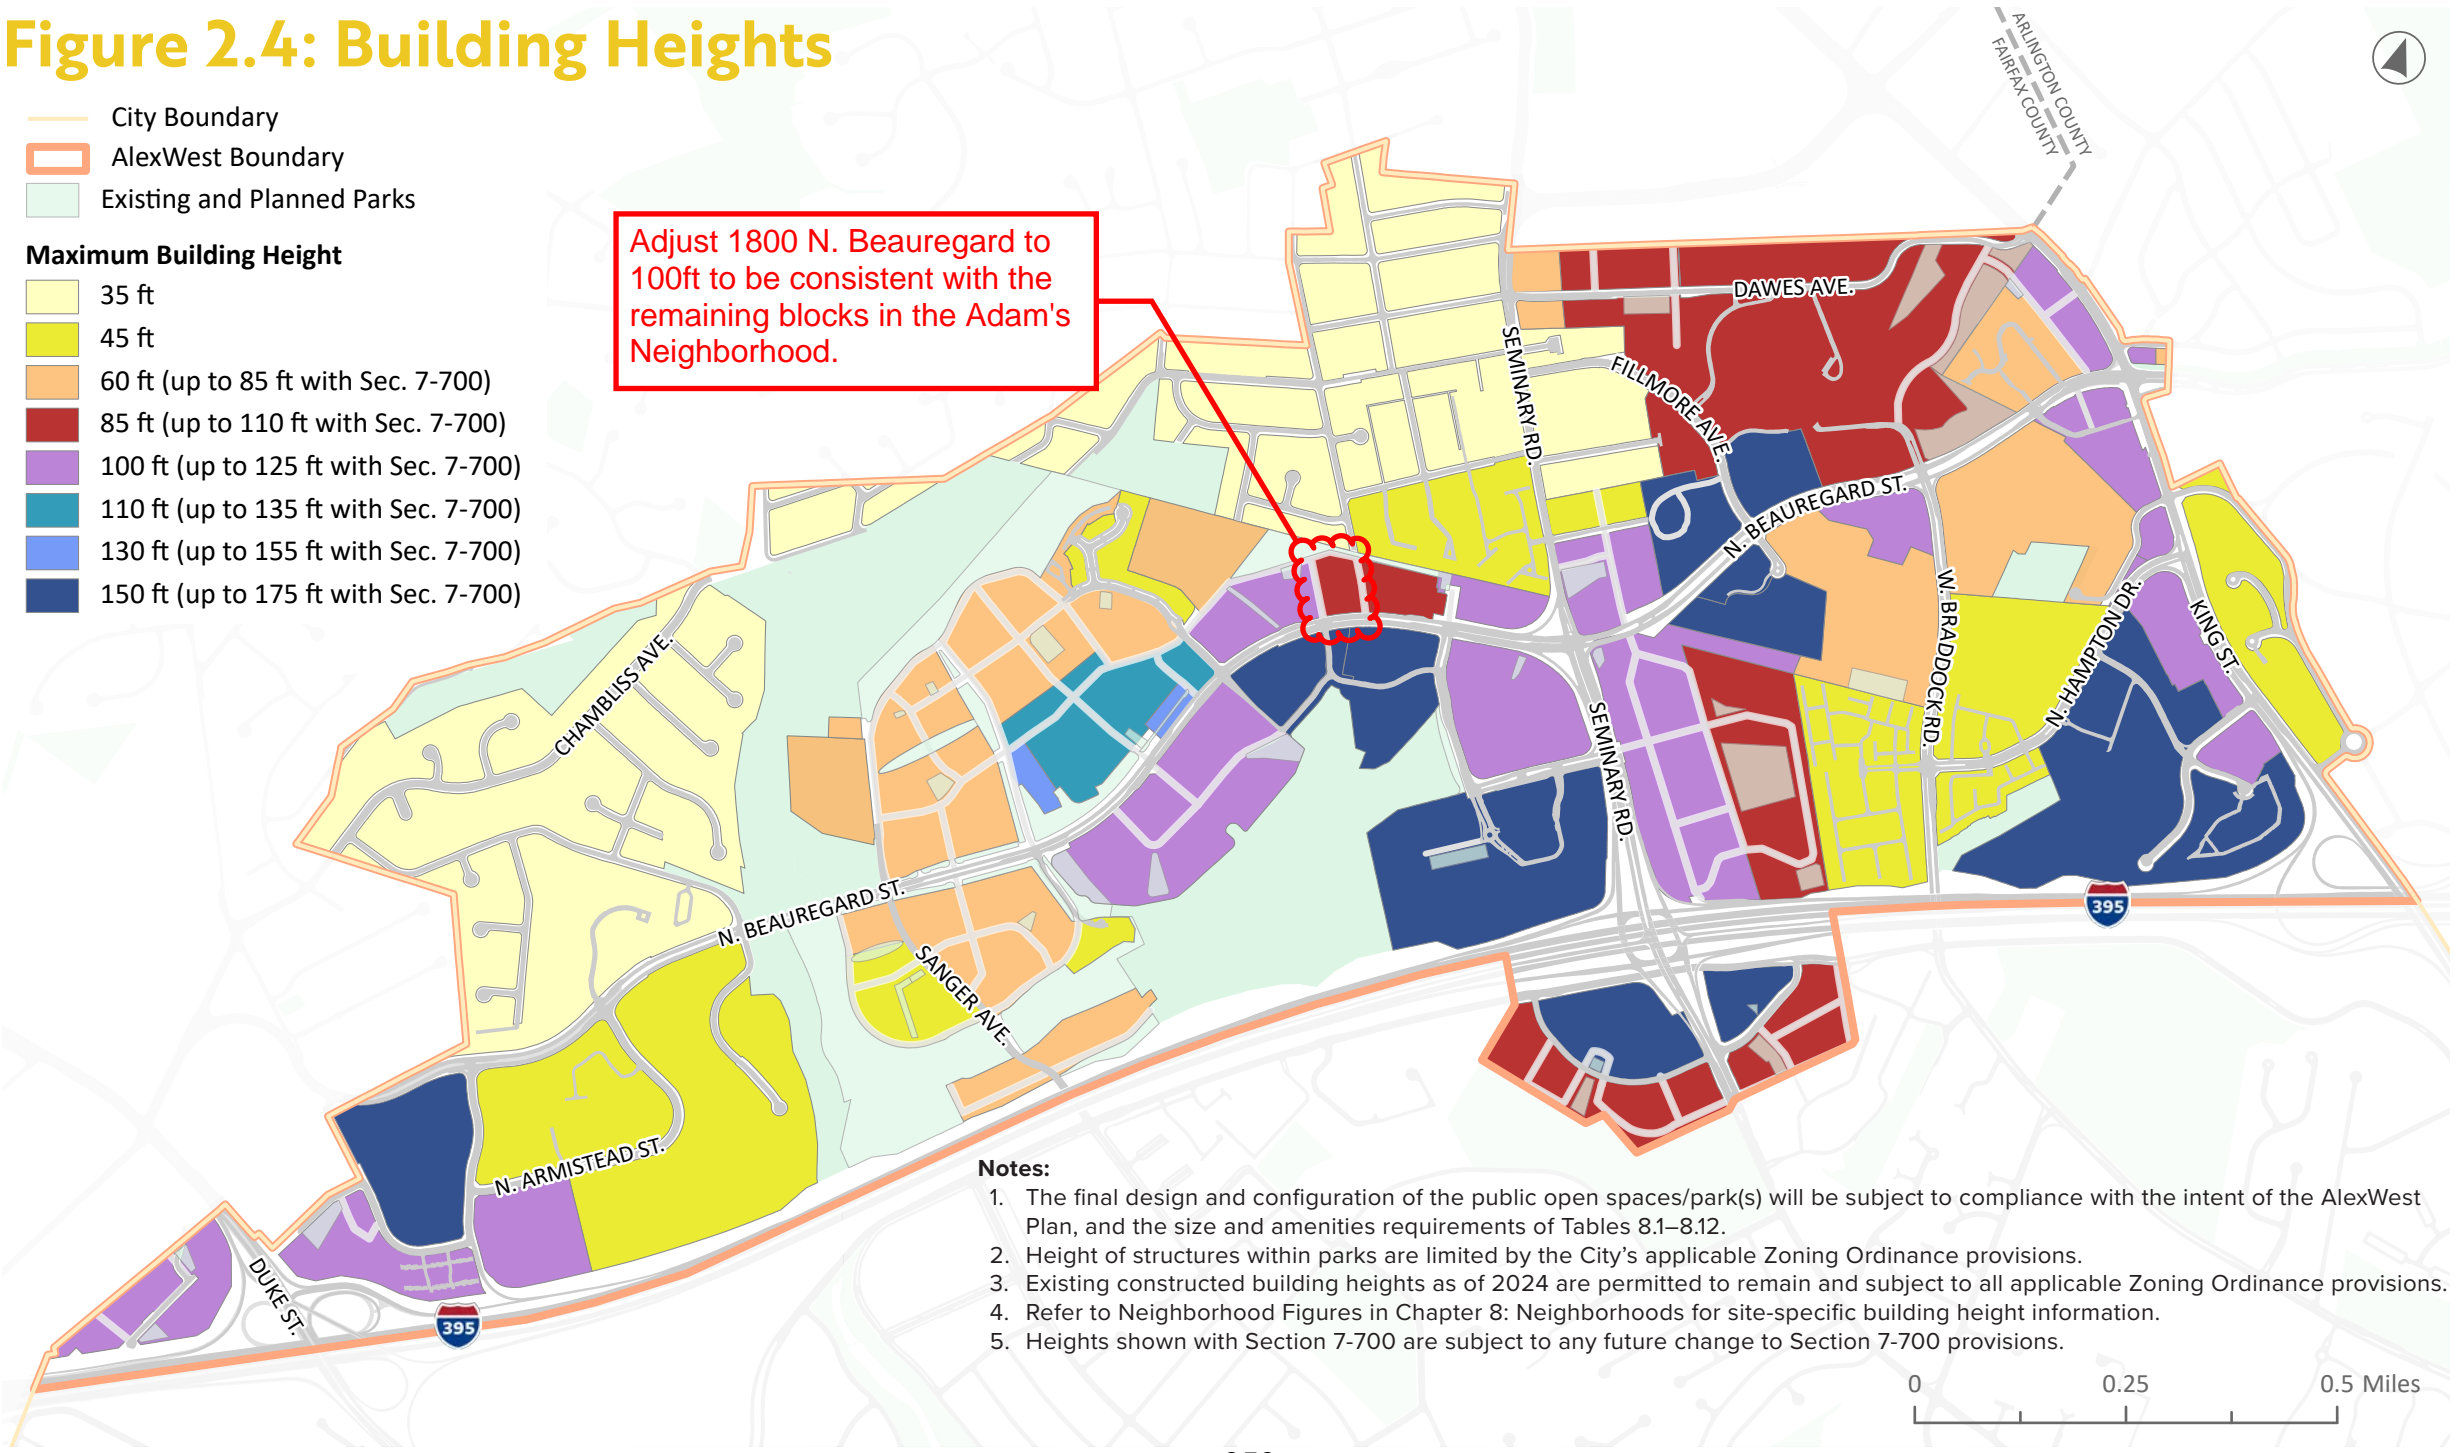 Figure 2.4: Building Heights
City Boundary
AlexWest Boundary
Existing and Planned Parks
Maximum Building Height
35 ft
45 ft
60 ft (up to 85 ft with Sec. 7-700)
85 ft (up to 110 ft with Sec. 7-700)
100 ft (up to 125 ft with Sec. 7-700)
110 ft (up to 135 ft with Sec. 7-700)
130 ft (up to 155 ft with Sec. 7-700)
150 ft (up to 175 ft with Sec. 7-700)
Adjust 1800 N. Beauregard to
100ft to be consistent with the
remaining blocks in the Adam's
Neighborhood.
ARLINGTON COUNTY
FAIRFAX COUNTY
DAWES AVE.
SEMINARY RD.
FILLMORE AVE.
N. BEAUREGARD ST.
W. BRADDOCK RD.
N. HAMPTON DR.
KING ST.
CHAMBLISS AVE.
SEMINARY RD.
N. BEAUREGARD ST.
SANGER AVE.
395
N. ARMISTEAD ST.
DUKE ST.
395
Notes:
1. The final design and configuration of the public open spaces/park(s) will be subject to compliance with the intent of the AlexWest
Plan, and the size and amenities requirements of Tables 8.1–8.12.
2. Height of structures within parks are limited by the City's applicable Zoning Ordinance provisions.
3. Existing constructed building heights as of 2024 are permitted to remain and subject to all applicable Zoning Ordinance provisions.
4. Refer to Neighborhood Figures in Chapter 8: Neighborhoods for site-specific building height information.
5. Heights shown with Section 7-700 are subject to any future change to Section 7-700 provisions.
0 0.25 0.5 Miles